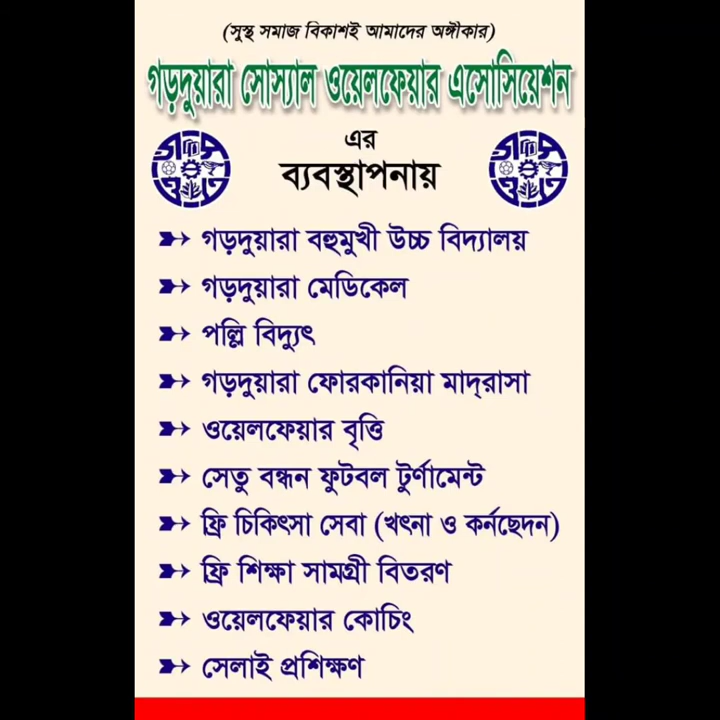 (সুস্থ সমাজ বিকাশই আমাদের অঙ্গীকার)
গড়দুয়ারা সোস্যাল ওয়েলফেয়ার এসোসিয়েশন
এর
ব্যবস্থাপনায়
➽→ গড়দুয়ারা বহুমুখী উচ্চ বিদ্যালয়
➽→ গড়দুয়ারা মেডিকেল
➽→ পল্লি বিদ্যুৎ
➽→ গড়দুয়ারা ফোরকানিয়া মাদ্‌রাসা
➽→ ওয়েলফেয়ার বৃত্তি
➽→ সেতু বন্ধন ফুটবল টুর্ণামেন্ট
➽→ ফ্রি চিকিৎসা সেবা (খৎনা ও কর্নছেদন)
➽→ ফ্রি শিক্ষা সামগ্রী বিতরণ
➽→ ওয়েলফেয়ার কোচিং
➽→ সেলাই প্রশিক্ষণ